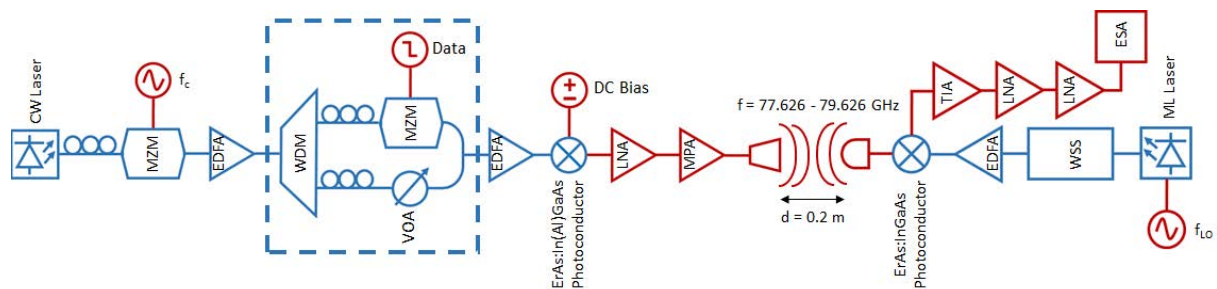 CW Laser
f_c
MZM
EDFA
WDM
Data
MZM
VOA
EDFA
DC Bias
ErAs:In(Al)GaAs
Photoconductor
LNA
MPA
f = 77.626 - 79.626 GHz
d = 0.2 m
ErAs:InGaAs
Photoconductor
TIA
LNA
LNA
ESA
EDFA
WSS
ML Laser
f_LO